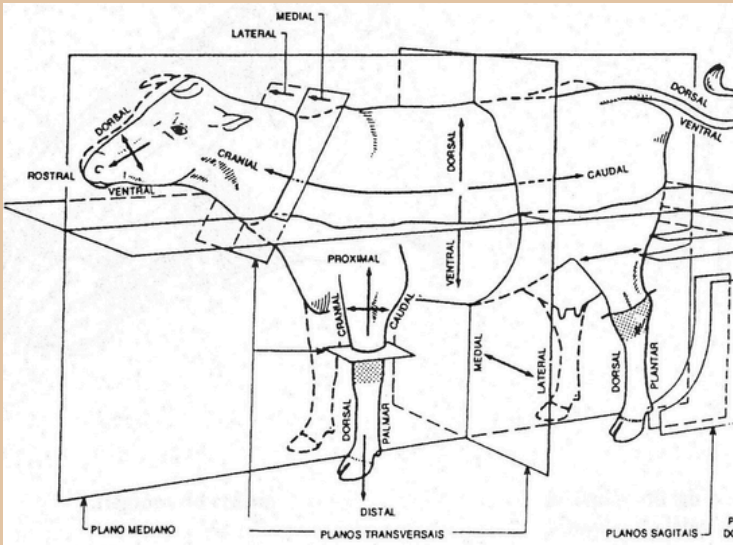 MEDIAL
LATERAL
DORSAL
DORSAL
VENTRAL
CRANIAL
DORSAL
CAUDAL
ROSTRAL
VENTRAL
VENTRAL
PROXIMAL
CRANIAL
CAUDAL
MEDIAL
LATERAL
DORSAL
PLANTAR
DORSAL
PALMAR
DISTAL
PLANO MEDIANO
PLANOS TRANSVERSAIS
PLANOS SAGITAIS